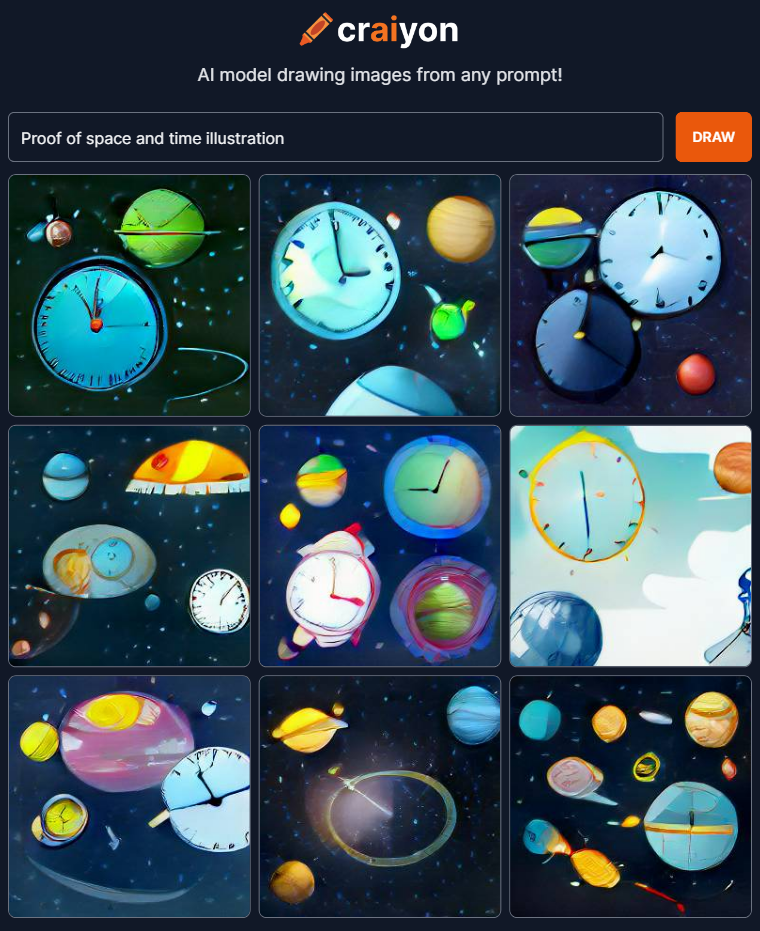 craiyon
AI model drawing images from any prompt!
Proof of space and time illustration
DRAW